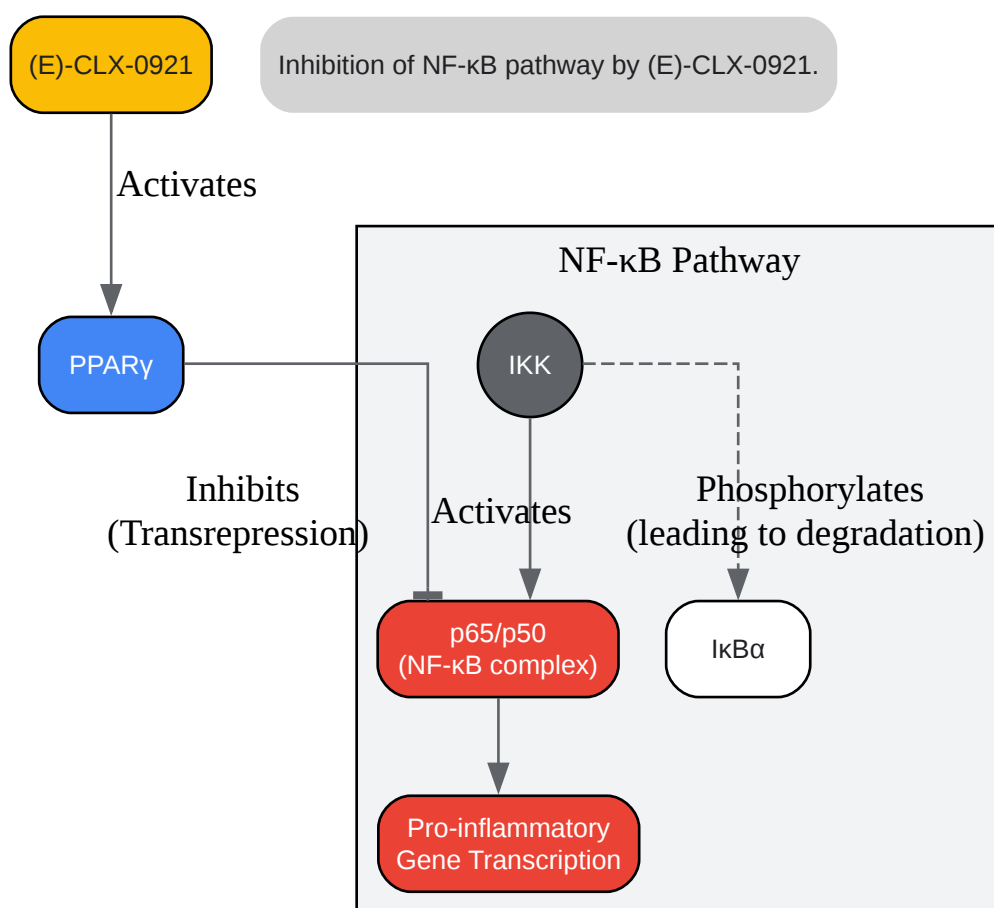 (E)-CLX-0921
Inhibition of NF-κB pathway by (E)-CLX-0921.
Activates
NF-κB Pathway
PPARγ
IKK
Inhibits
(Transrepression)
Activates
Phosphorylates
(leading to degradation)
p65/p50
(NF-κB complex)
IκBα
Pro-inflammatory
Gene Transcription